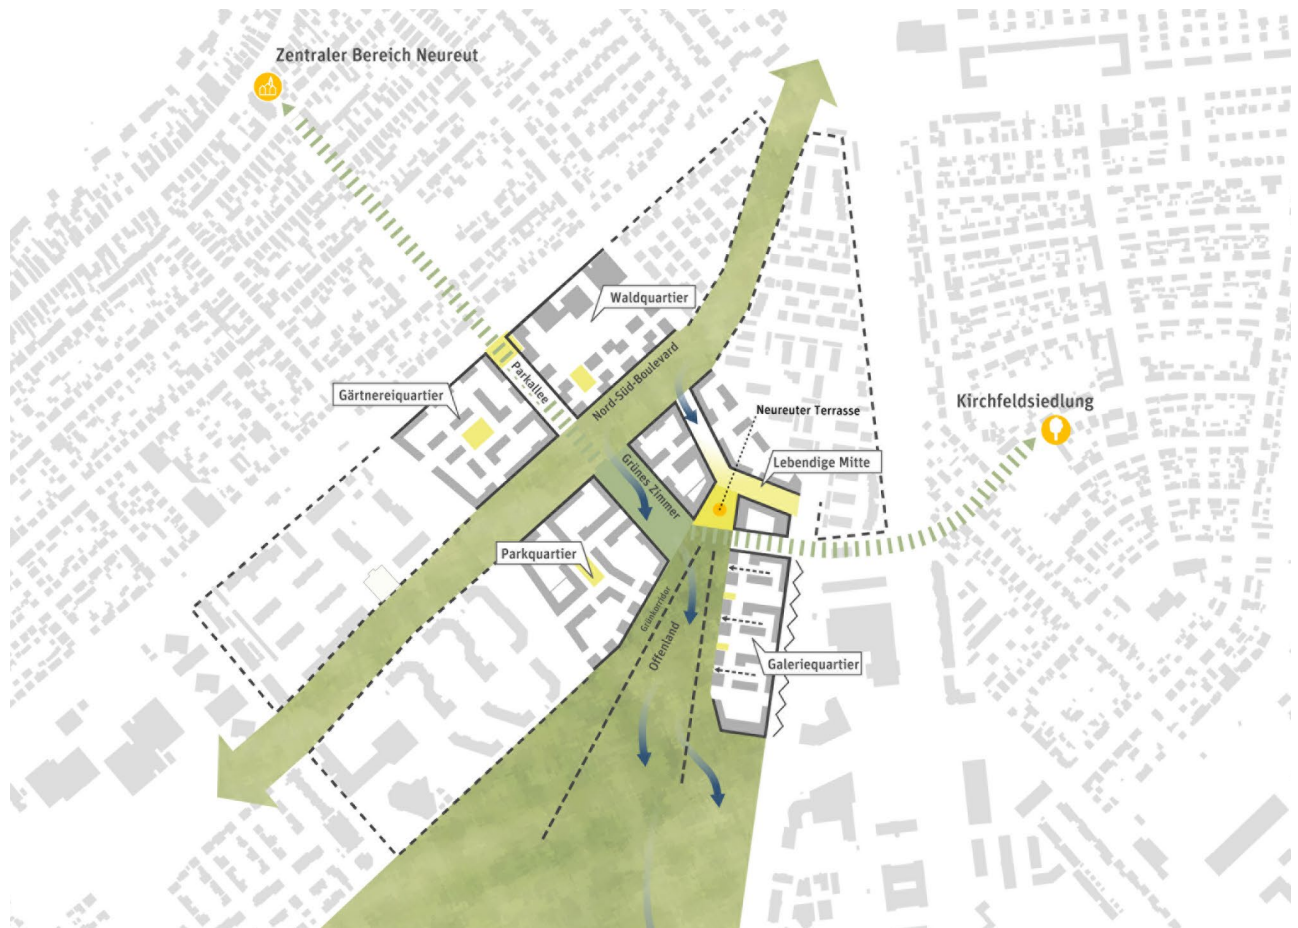 Zentraler Bereich Neureut
Waldquartier
Parkallee
Nord-Süd-Boulevard
Gärtnereiquartier
Kirchfeldsiedlung
Neureuter Terrasse
Lebendige Mitte
Grünes Zimmer
Parkquartier
Grünkorridor
Offenland
Galeriequartier